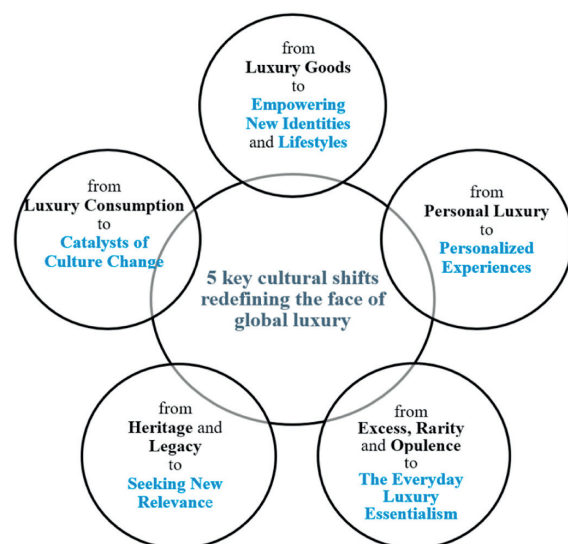 from
Luxury Goods
to
Empowering
New Identities
and Lifestyles
from
Luxury Consumption
to
Catalysts of
Culture Change
from
Personal Luxury
to
Personalized
Experiences
5 key cultural shifts
redefining the face of
global luxury
from
Heritage and
Legacy
to
Seeking New
Relevance
from
Excess, Rarity
and Opulence
to
The Everyday
Luxury
Essentialism